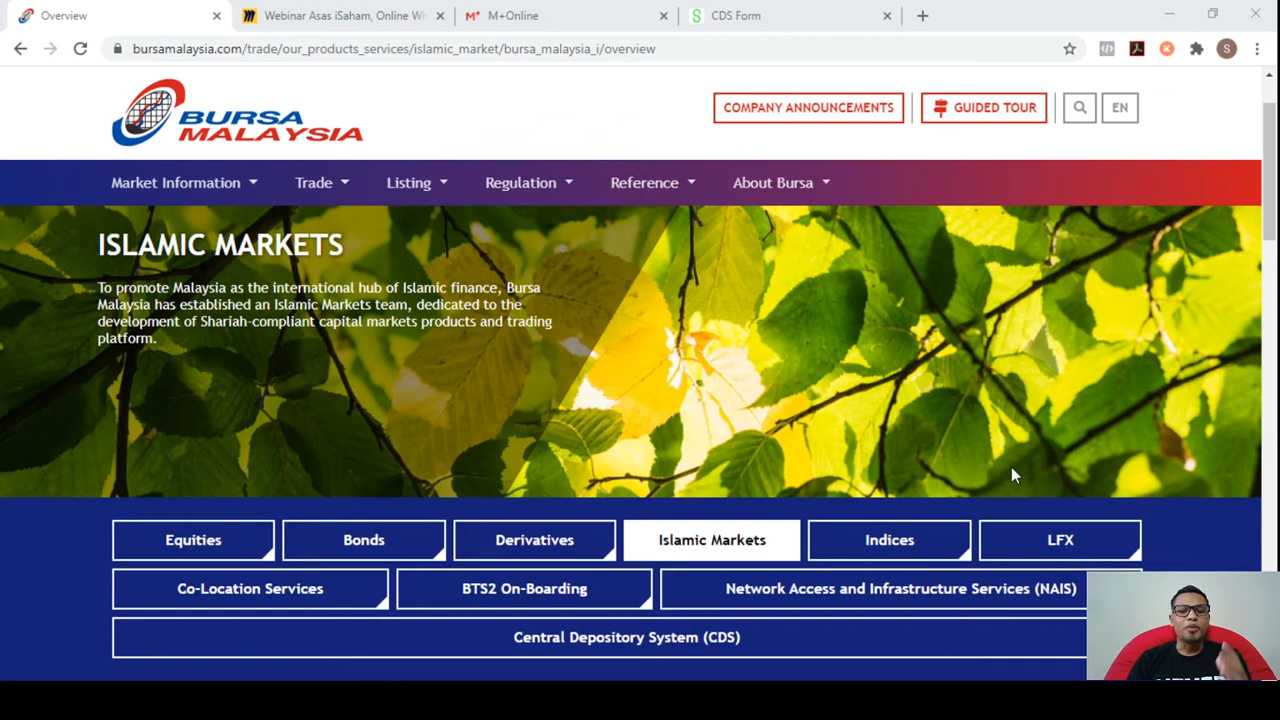 Overview
Webinar Asas iSaham, Online Wh
M+Online
CDS Form
bursamalaysia.com/trade/our_products_services/islamic_market/bursa_malaysia_i/overview
S
BURSA
MALAYSIA
COMPANY ANNOUNCEMENTS
GUIDED TOUR
EN
Market Information
Trade
Listing
Regulation
Reference
About Bursa
ISLAMIC MARKETS
To promote Malaysia as the international hub of Islamic finance, Bursa
Malaysia has established an Islamic Markets team, dedicated to the
development of Shariah-compliant capital markets products and trading
platform.
Equities
Bonds
Derivatives
Islamic Markets
Indices
LFX
Co-Location Services
BTS2 On-Boarding
Network Access and Infrastructure Services (NAIS)
Central Depository System (CDS)